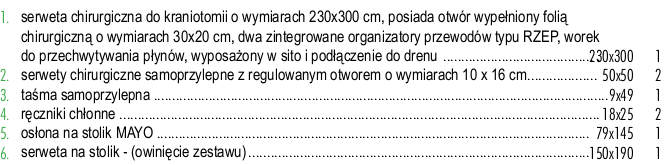 1. serweta chirurgiczna do kraniotomii o wymiarach 230x300 cm, posiada otwór wypełniony folią
chirurgiczną o wymiarach 30x20 cm, dwa zintegrowane organizatory przewodów typu RZEP, worek
do przechwytywania płynów, wyposażony w sito i podłączenie do drenu ........................................230x300 1
2. serwety chirurgiczne samoprzylepne z regulowanym otworem o wymiarach 10 x 16 cm................... 50x50 2
3. taśma samoprzylepna ..............................................................................................................................9x49 1
4. ręczniki chłonne ..................................................................................................................................18x25 2
5. osłona na stolik MAYO ...................................................................................................................... 79x145 1
6. serweta na stolik - (owinięcie zestawu).............................................................................................150x190 1